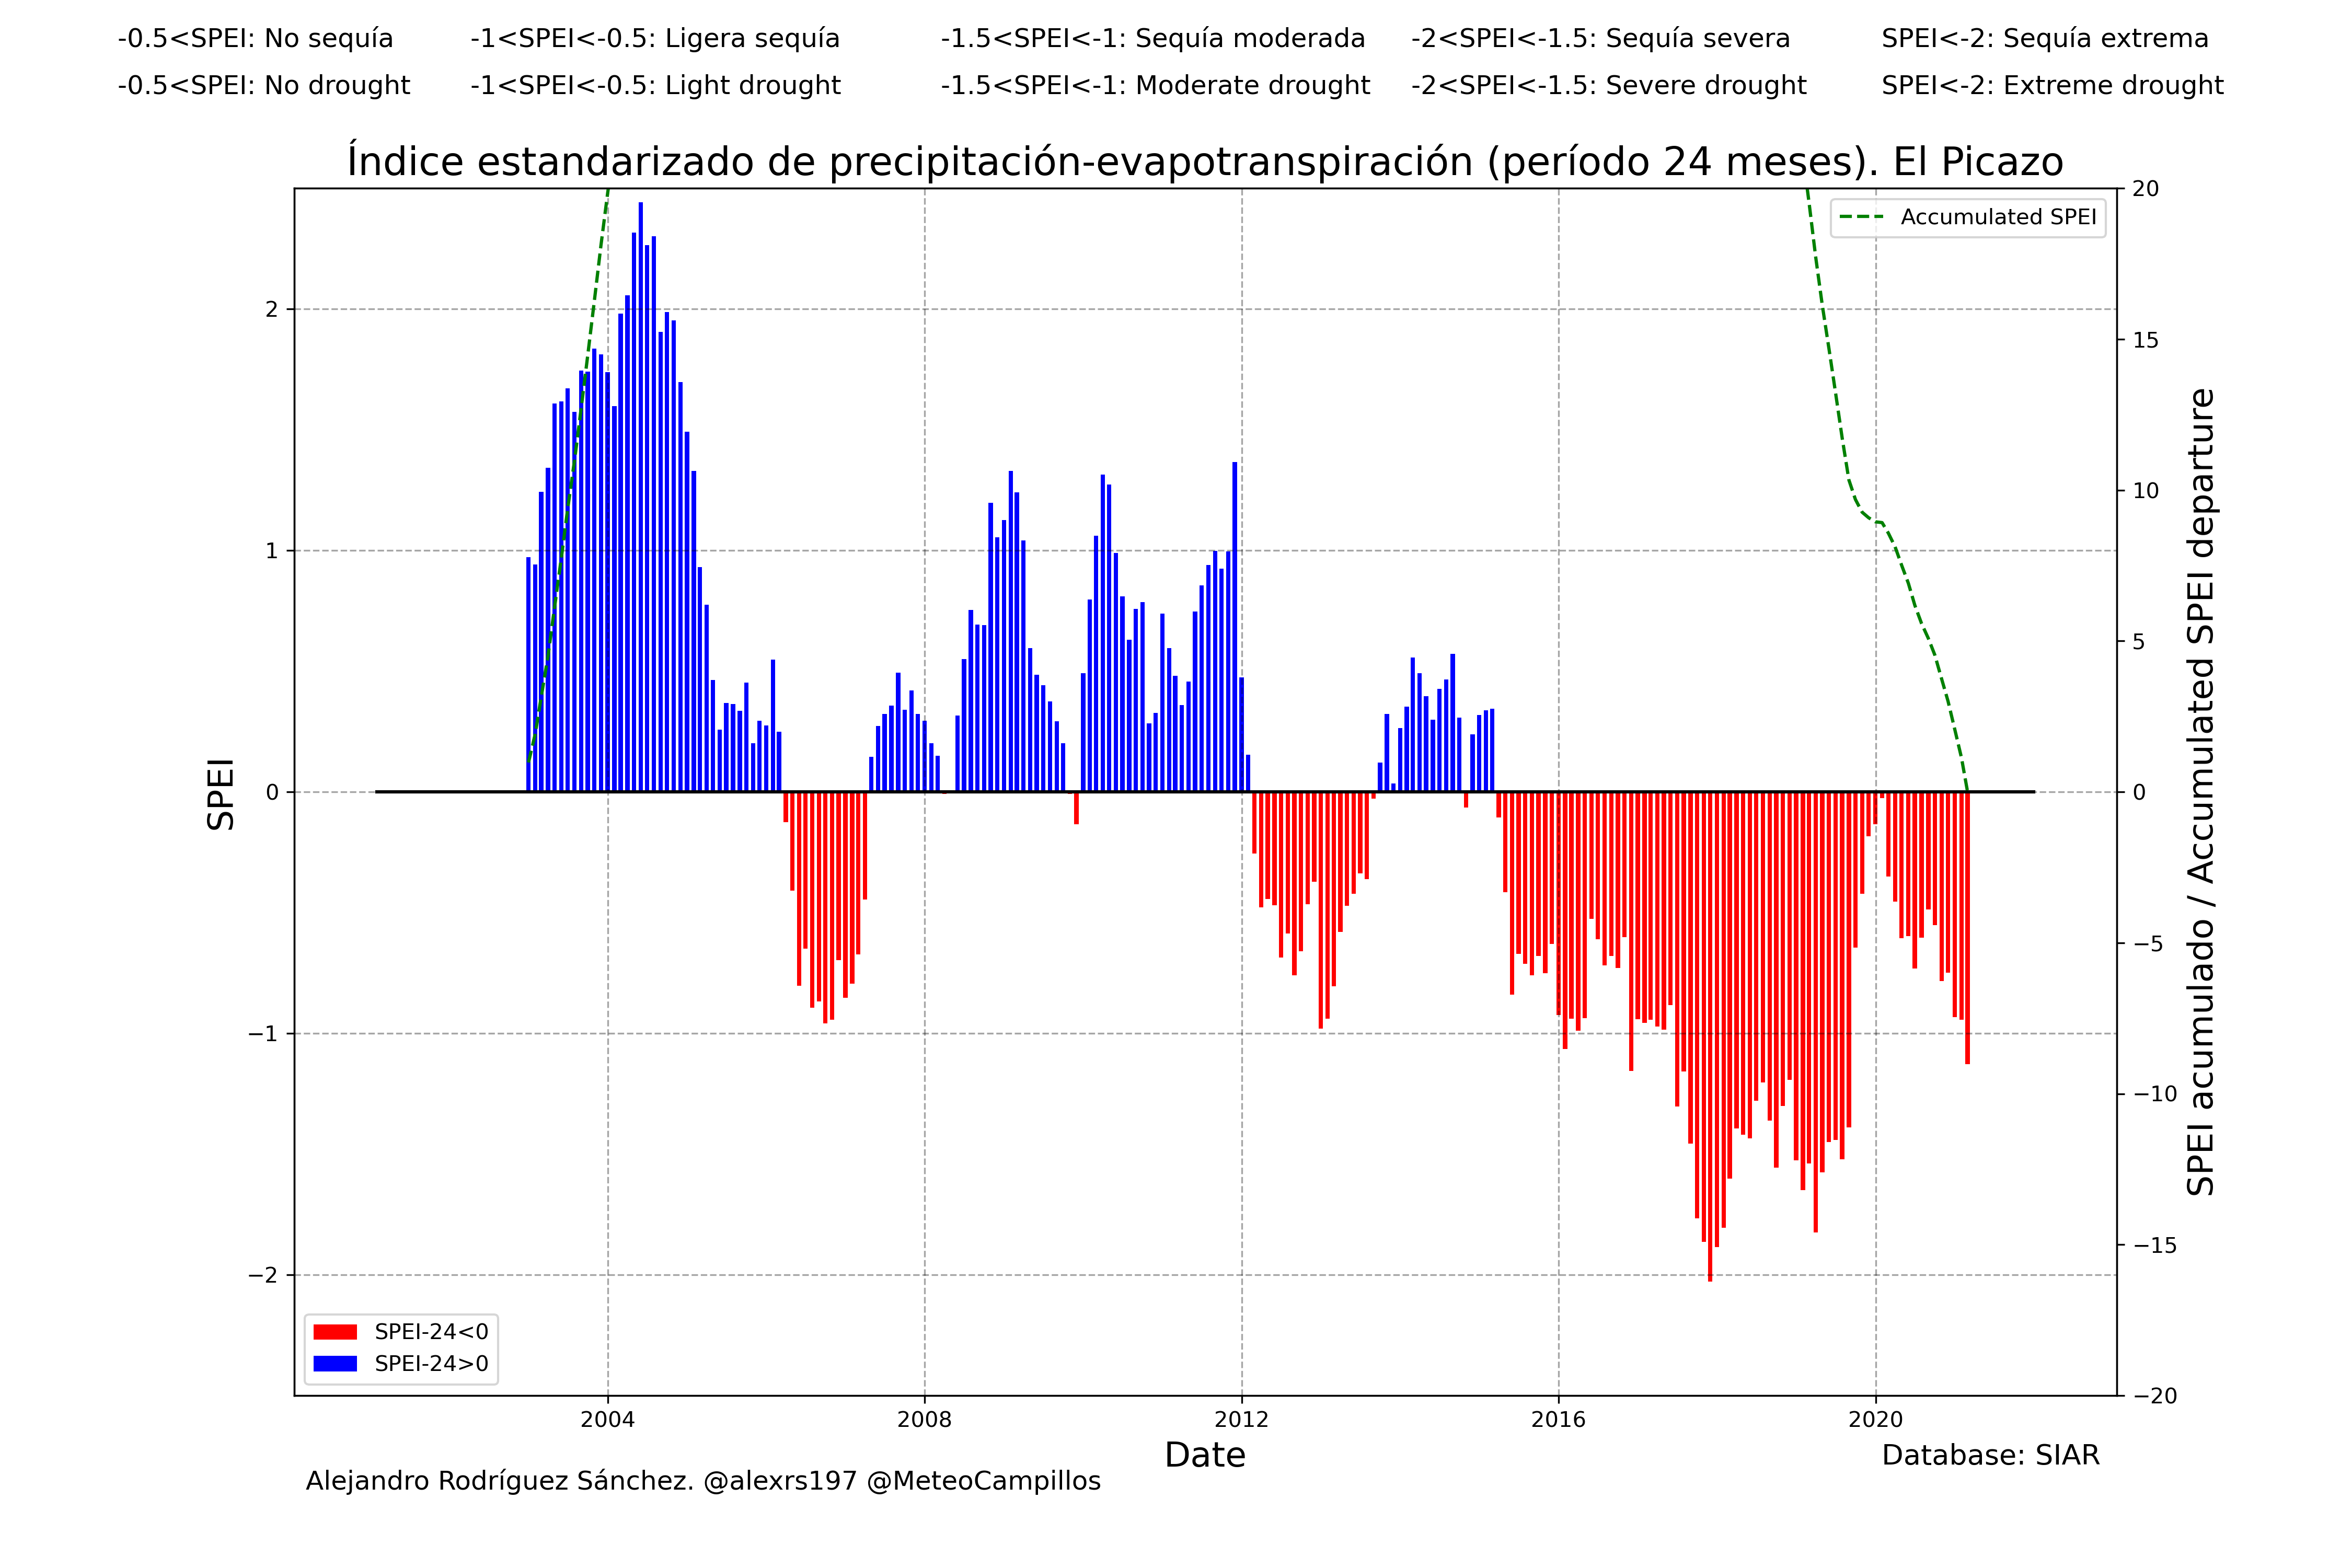 -0.5<SPEI: No sequía -1<SPEI<-0.5: Ligera sequía -1.5<SPEI<-1: Sequía moderada -2<SPEI<-1.5: Sequía severa SPEI<-2: Sequía extrema
-0.5<SPEI: No drought -1<SPEI<-0.5: Light drought -1.5<SPEI<-1: Moderate drought -2<SPEI<-1.5: Severe drought SPEI<-2: Extreme drought
Índice estandarizado de precipitación-evapotranspiración (período 24 meses). El Picazo
Accumulated SPEI
SPEI
2
1
0
−1
−2
20
15
10
5
0
−5
−10
−15
−20
SPEI acumulado / Accumulated SPEI departure
SPEI-24<0
SPEI-24>0
2004 2008 2012 2016 2020
Date
Database: SIAR
Alejandro Rodríguez Sánchez. @alexrs197 @MeteoCampillos